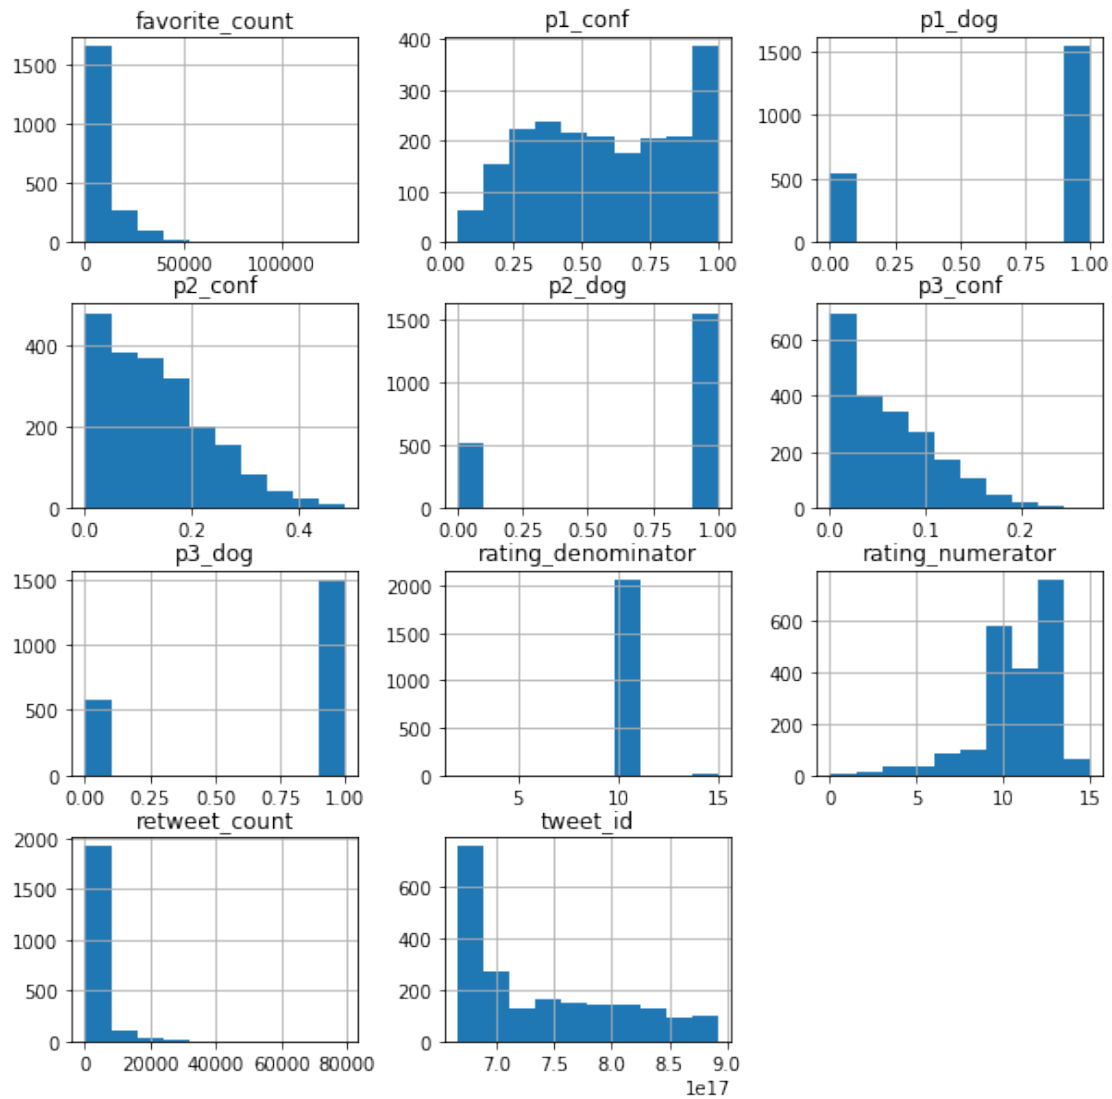 favorite_count p1_conf p1_dog
1500
1000
500
0
0 50000 100000
400
300
200
100
0
0.00 0.25 0.50 0.75 1.00
1500
1000
500
0
0.00 0.25 0.50 0.75 1.00
p2_conf p2_dog p3_conf
400
200
0
0.0 0.2 0.4
1500
1000
500
0
0.00 0.25 0.50 0.75 1.00
600
400
200
0
0.0 0.1 0.2
p3_dog rating_denominator rating_numerator
1500
1000
500
0
0.00 0.25 0.50 0.75 1.00
2000
1500
1000
500
0
5 10 15
600
400
200
0
0 5 10 15
retweet_count tweet_id
2000
1500
1000
500
0
0 20000 40000 60000 80000
600
400
200
0
7.0 7.5 8.0 8.5 9.0
1e17